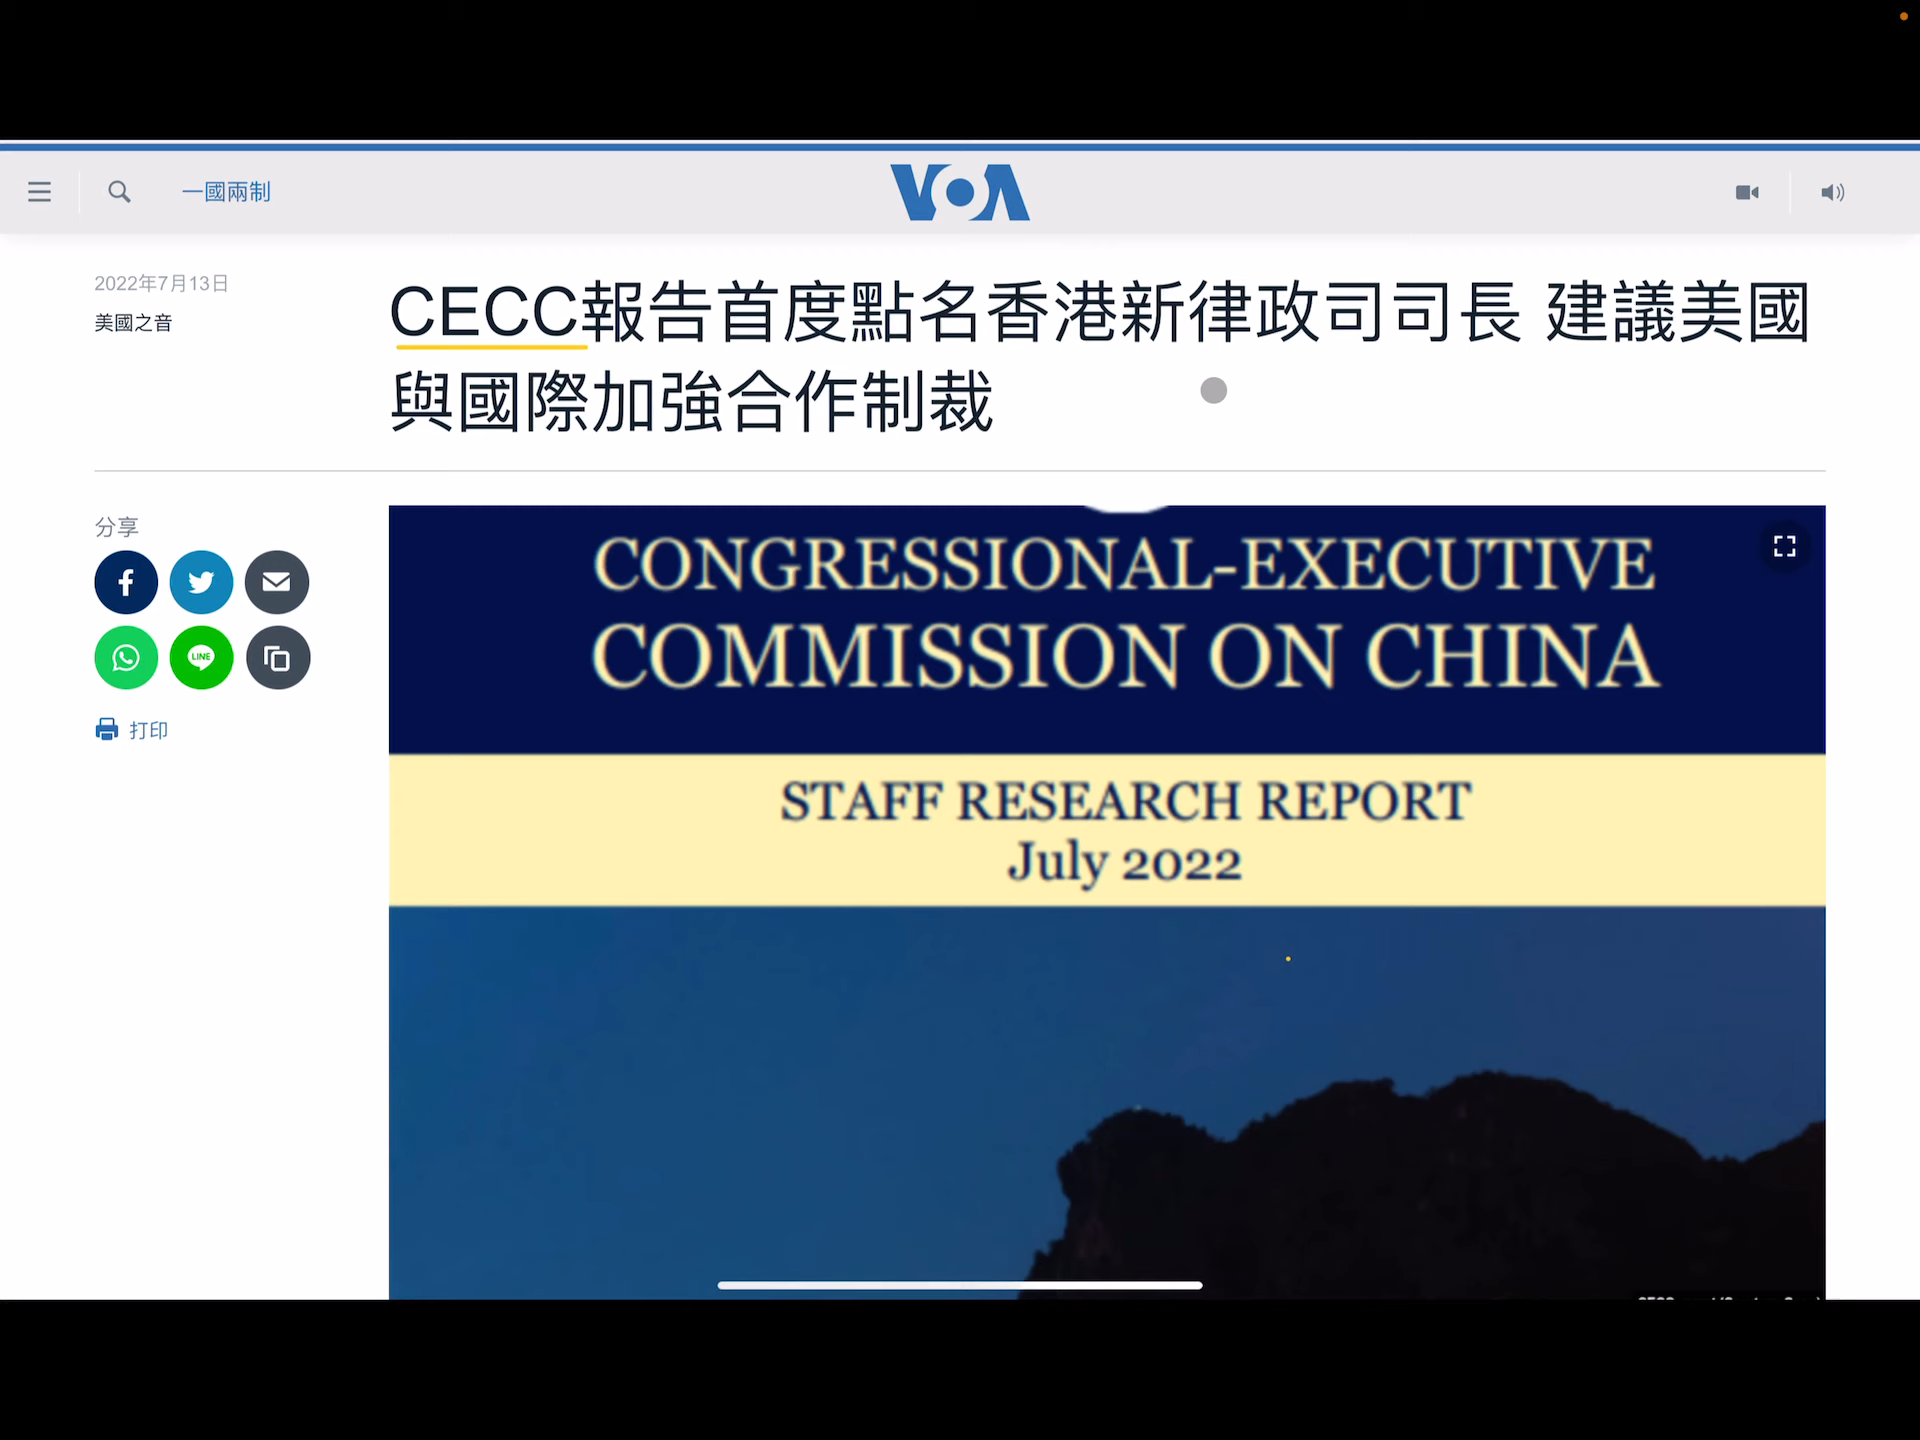 一國兩制
VOA
2022年7月13日
美國之音
CECC報告首度點名香港新律政司司長 建議美國
與國際加強合作制裁
分享
LINE
打印
CONGRESSIONAL-EXECUTIVE
COMMISSION ON CHINA
STAFF RESEARCH REPORT
July 2022